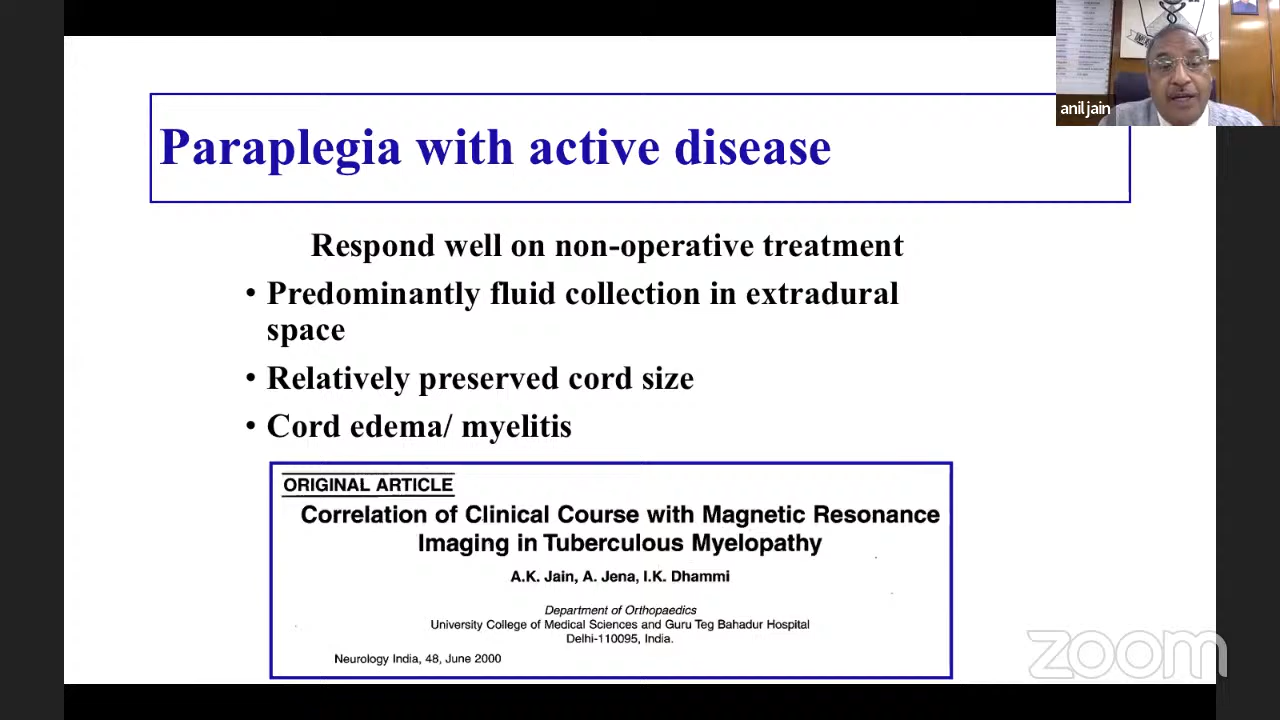 anil jain
Paraplegia with active disease
Respond well on non-operative treatment
• Predominantly fluid collection in extradural
space
• Relatively preserved cord size
• Cord edema/ myelitis
ORIGINAL ARTICLE
Correlation of Clinical Course with Magnetic Resonance
Imaging in Tuberculous Myelopathy
A.K. Jain, A. Jena, I.K. Dhammi
Department of Orthopaedics
University College of Medical Sciences and Guru Teg Bahadur Hospital
Delhi-110095, India.
Neurology India, 48, June 2000
zoom